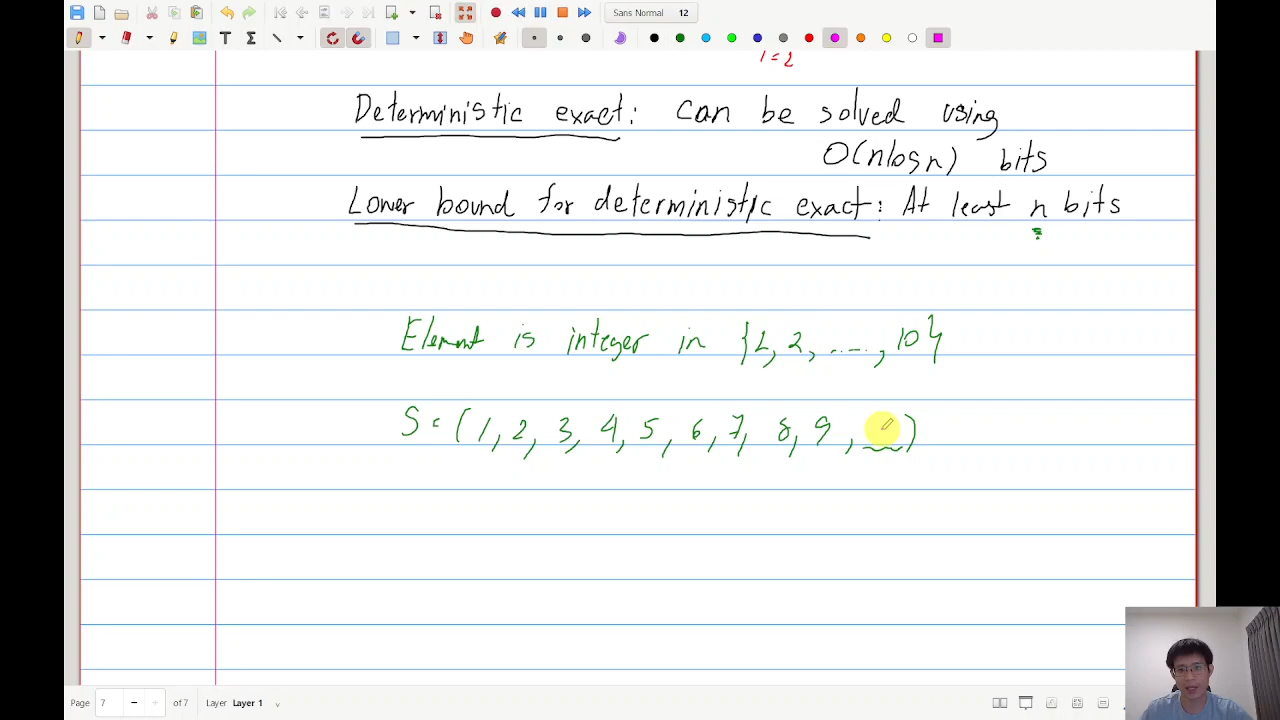 Sans Normal 12
i=2
Deterministic exact: can be solved using
O(nlogn) bits
Lower bound for deterministic exact: At least n bits
Element is integer in {1, 2, ...., 10}
S = (1, 2, 3, 4, 5, 6, 7, 8, 9, )
Page 7 of 7 Layer Layer 1